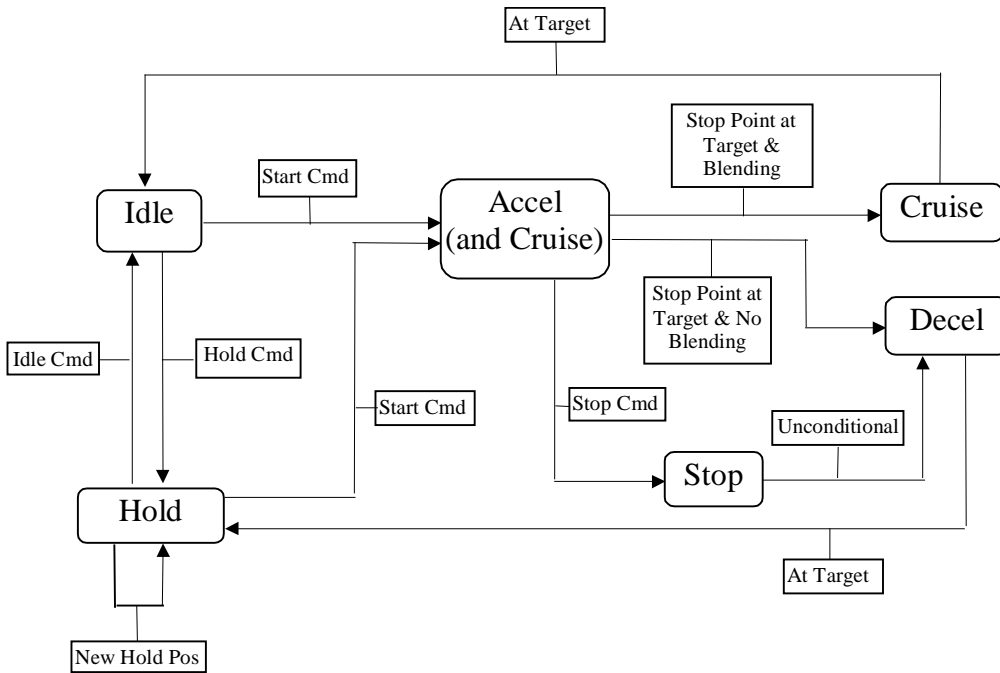 At Target
Stop Point at
Target &
Blending
Start Cmd
Idle
Accel
(and Cruise)
Cruise
Stop Point at
Target & No
Blending
Decel
Idle Cmd
Hold Cmd
Start Cmd
Stop Cmd
Unconditional
Stop
Hold
At Target
New Hold Pos